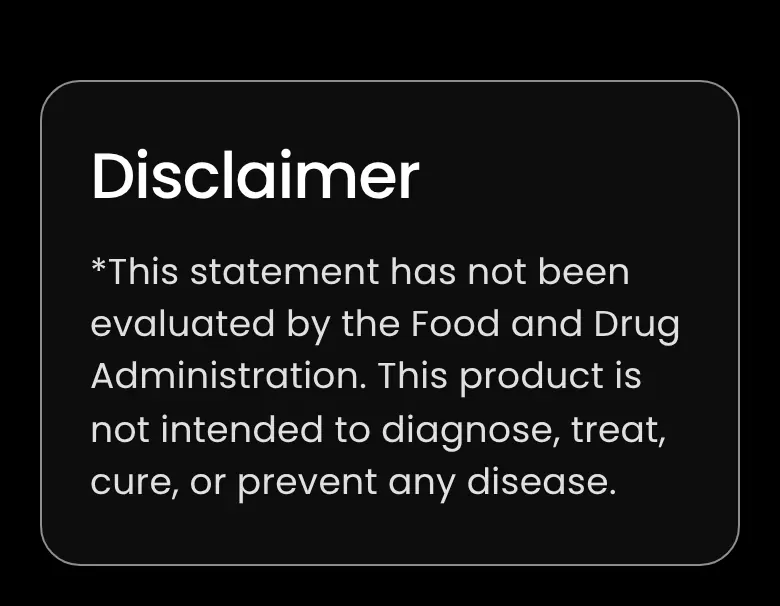 Disclaimer
*This statement has not been
evaluated by the Food and Drug
Administration. This product is
not intended to diagnose, treat,
cure, or prevent any disease.